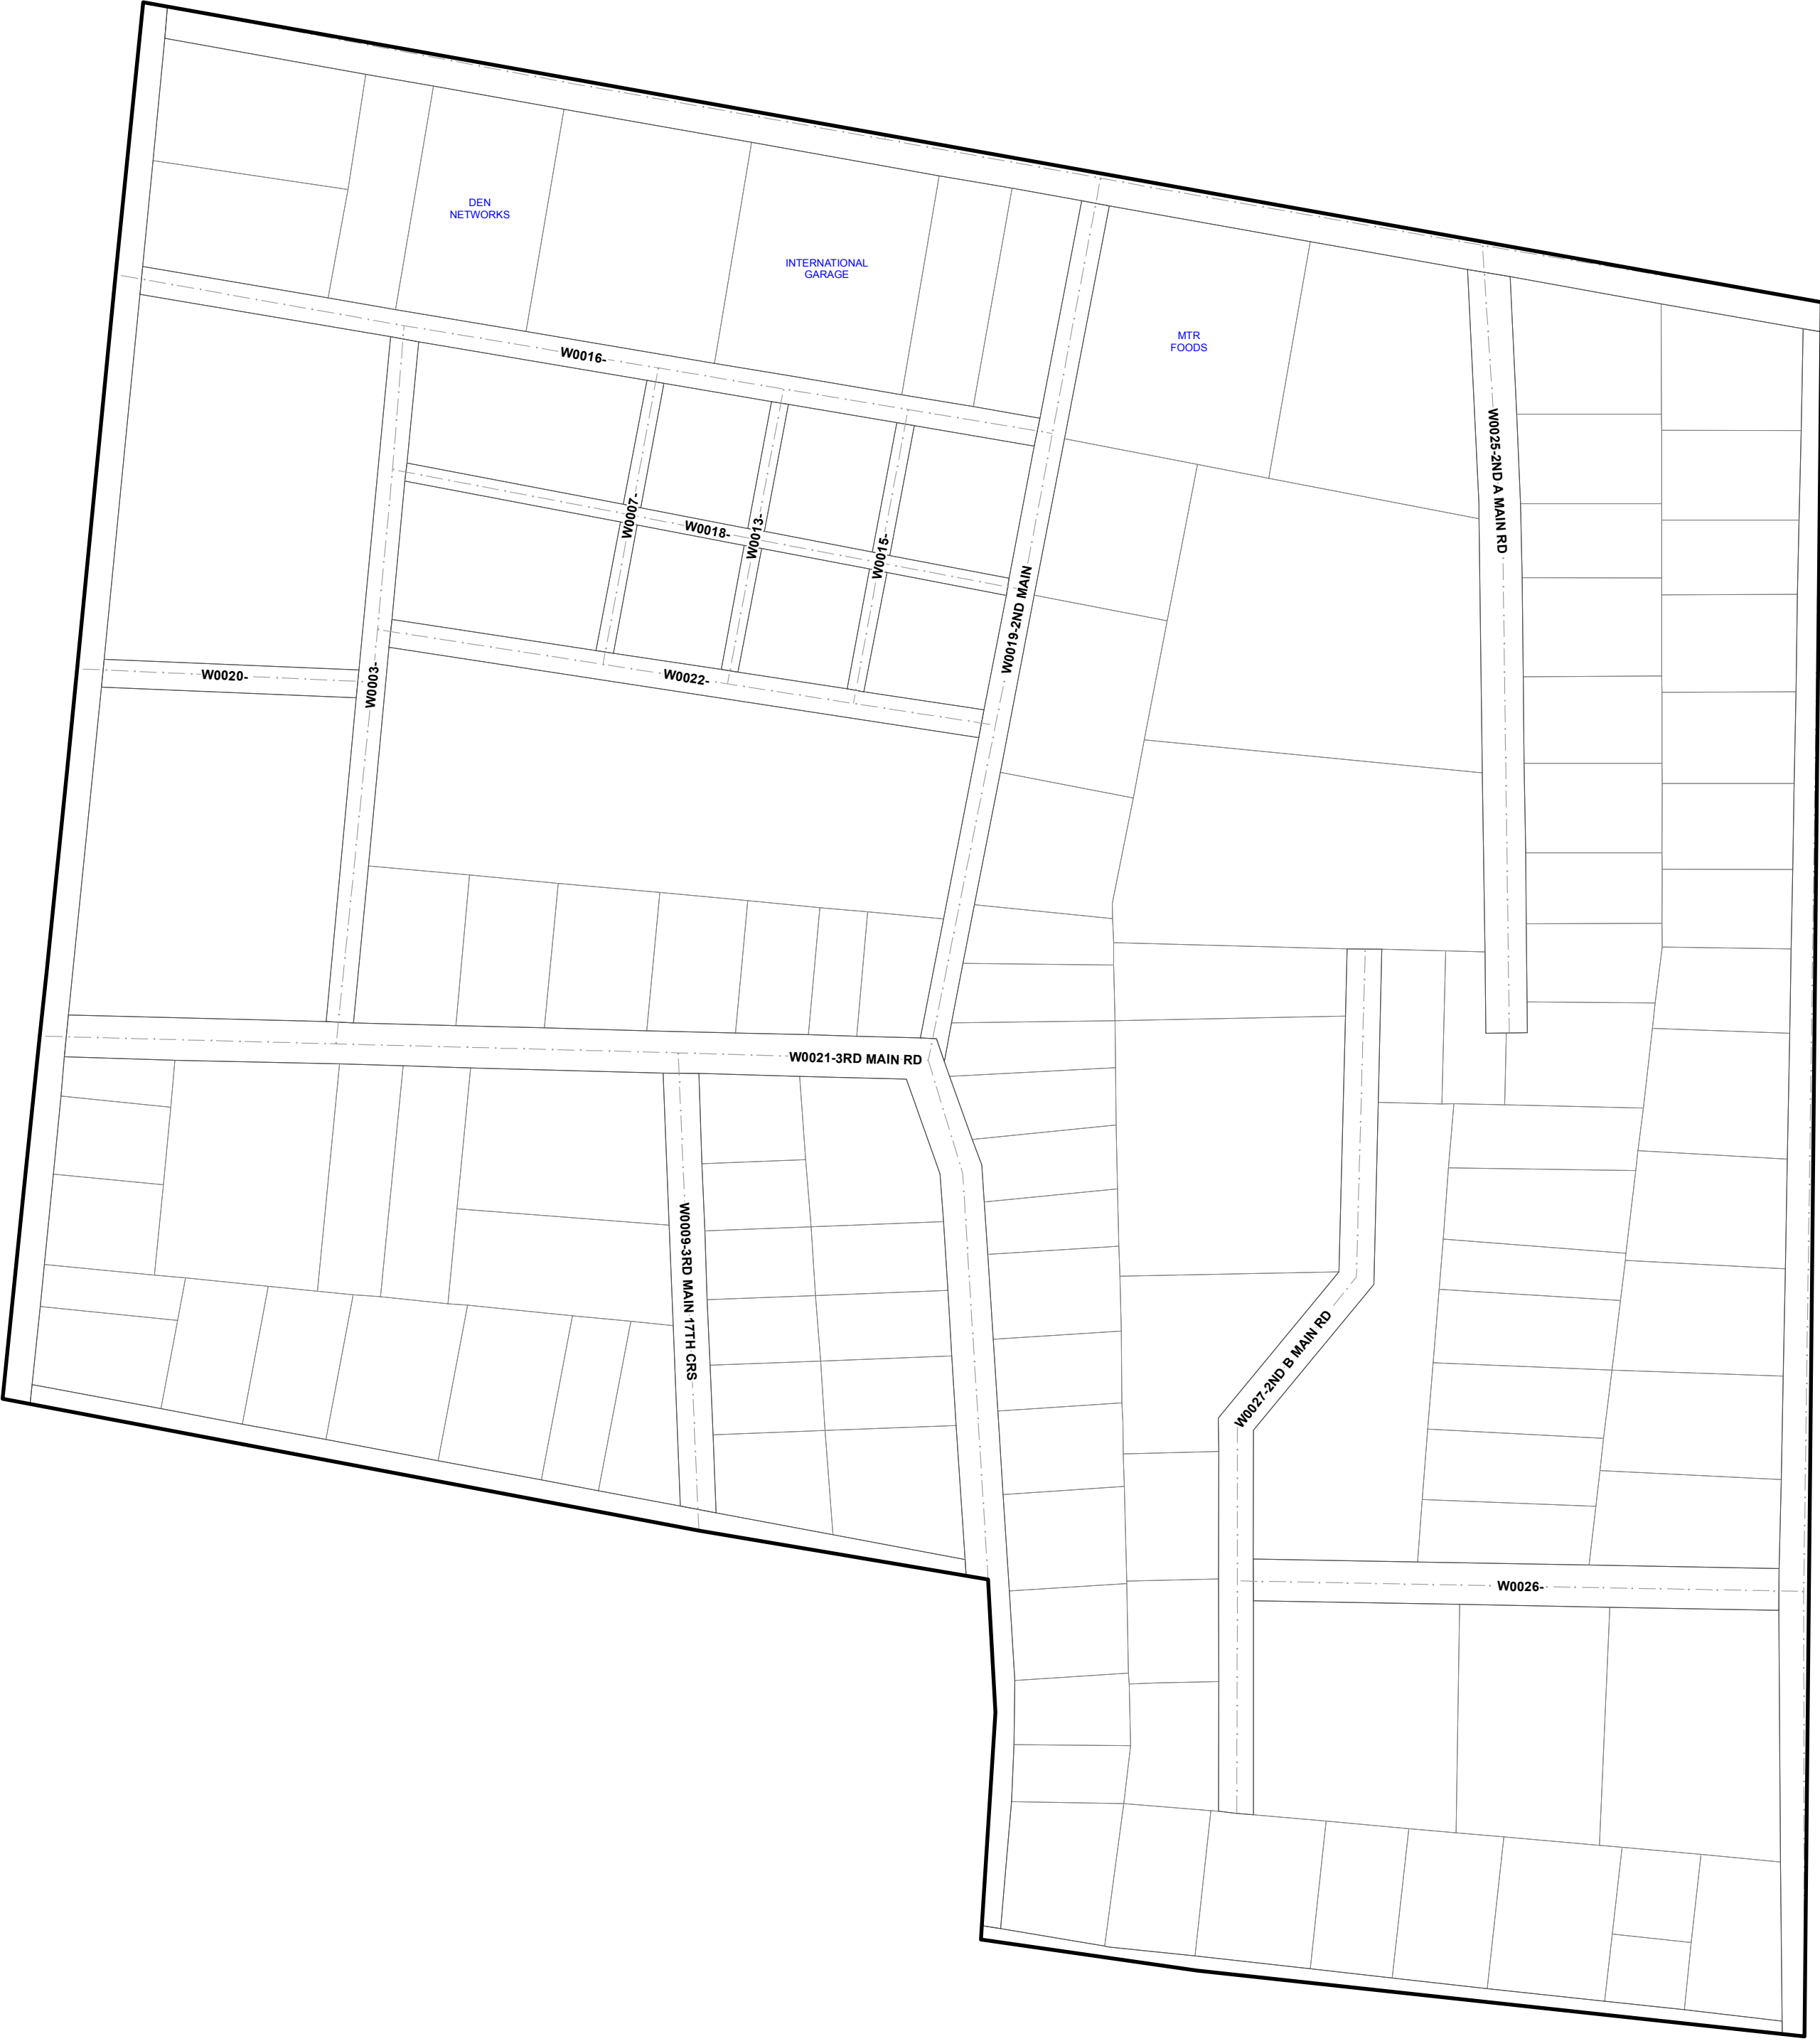 DEN
NETWORKS
INTERNATIONAL
GARAGE
MTR
FOODS
W0016-
W0025-2ND A MAIN RD
W0007-
W0018-
W0013-
W0015-
W0019-2ND MAIN
W0020-
W0003-
W0022-
W0021-3RD MAIN RD
W0009-3RD MAIN 17TH CRS
W0027-2ND B MAIN RD
W0026-